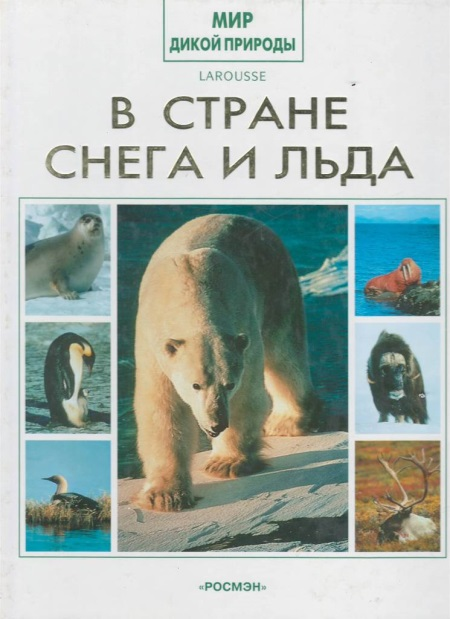 МИР
ДИКОЙ ПРИРОДЫ
LAROUSSE
В СТРАНЕ
СНЕГА И ЛЬДА
«РОСМЭН»